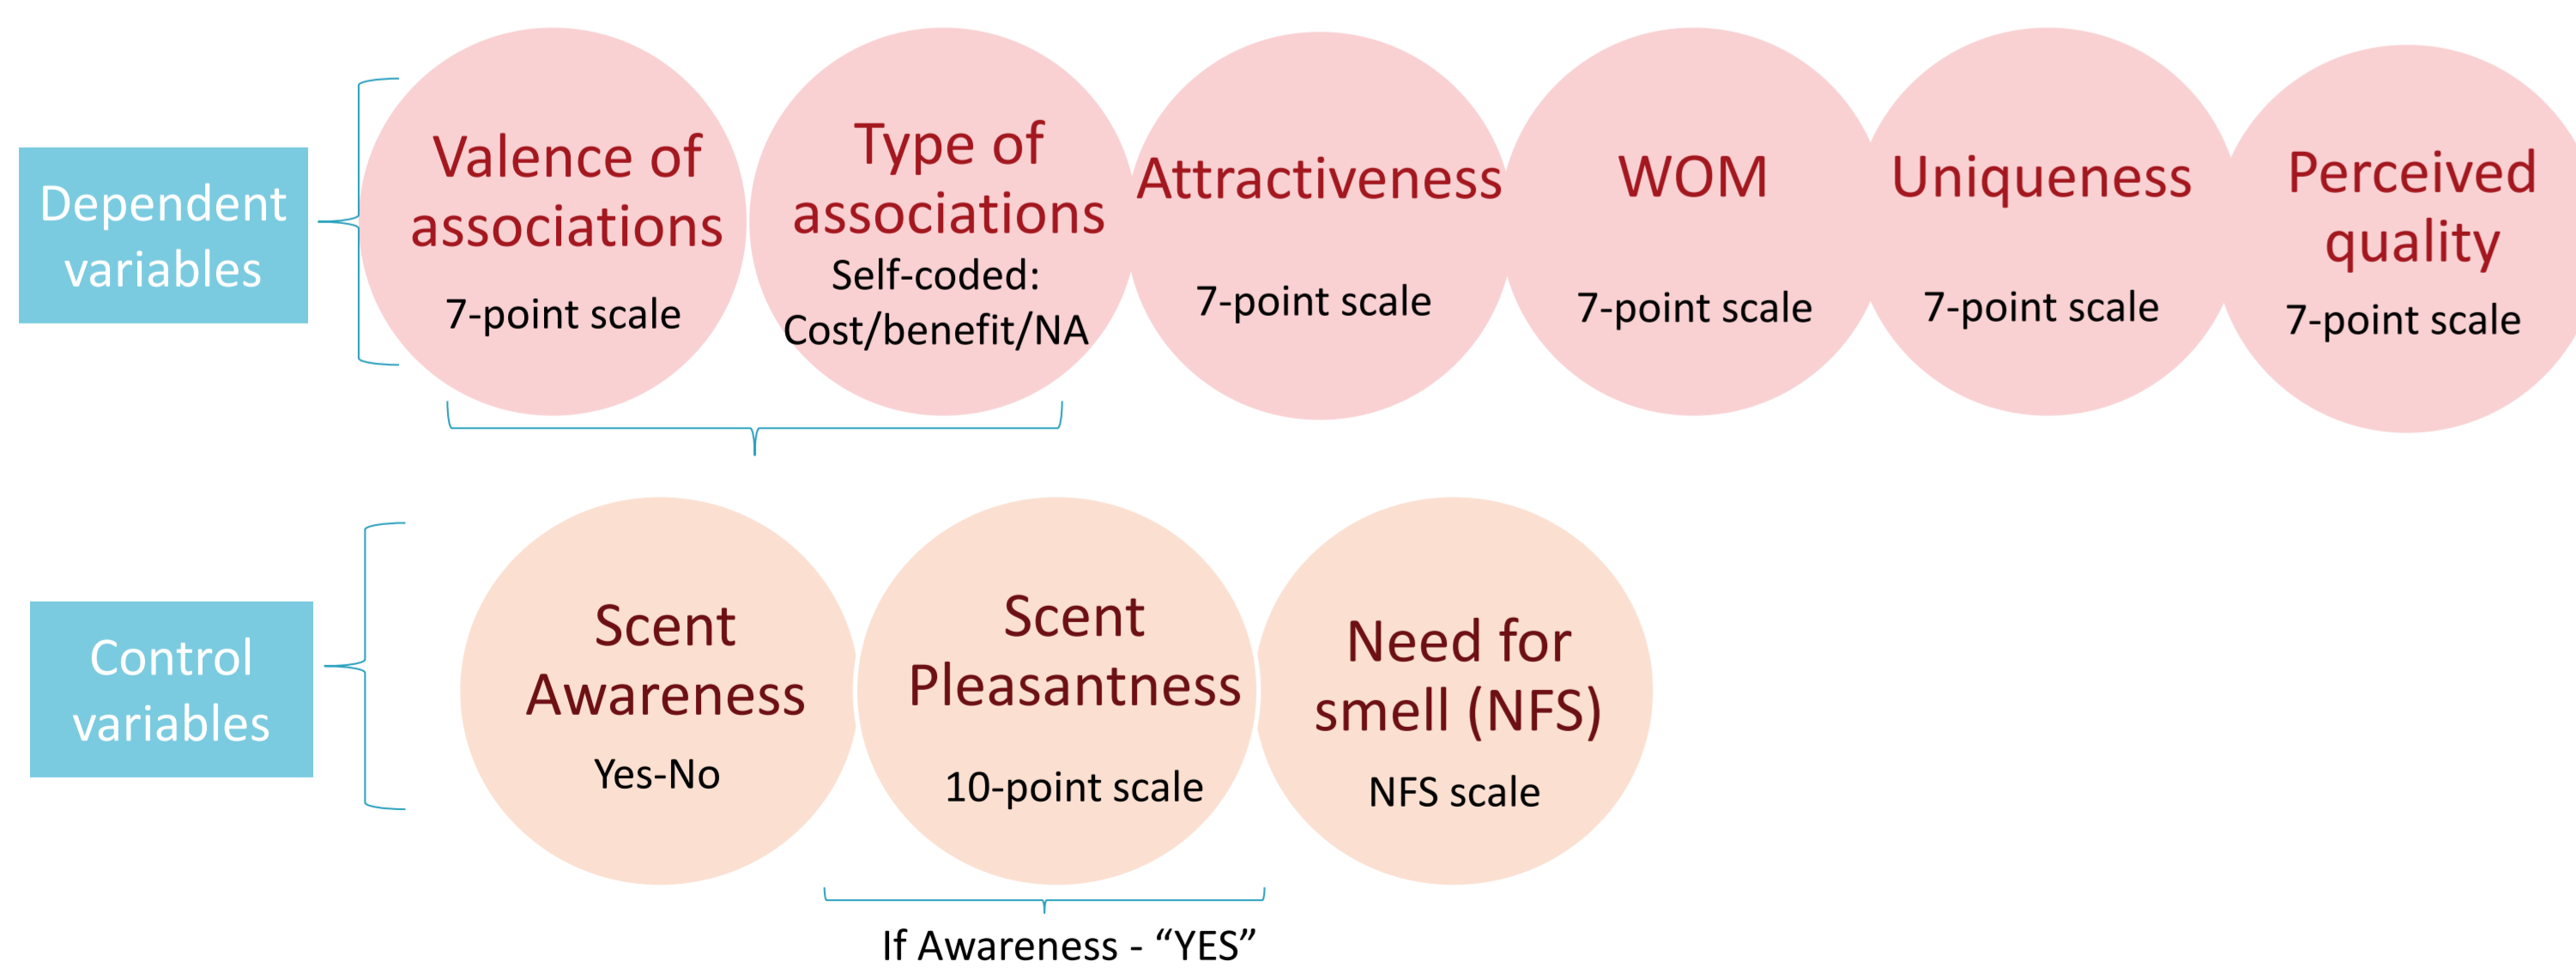 Dependent
variables
Valence of
associations
7-point scale
Type of
associations
Self-coded:
Cost/benefit/NA
Attractiveness
7-point scale
WOM
7-point scale
Uniqueness
7-point scale
Perceived
quality
7-point scale
Control
variables
Scent
Awareness
Yes-No
Scent
Pleasantness
10-point scale
Need for
smell (NFS)
NFS scale
If Awareness - “YES”